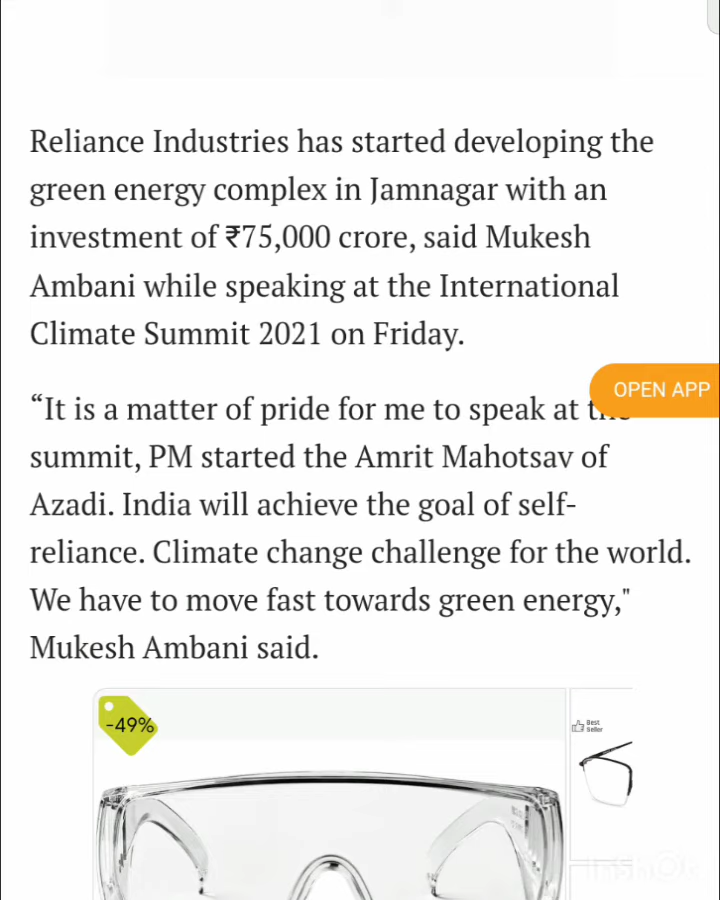 Reliance Industries has started developing the
green energy complex in Jamnagar with an
investment of ₹75,000 crore, said Mukesh
Ambani while speaking at the International
Climate Summit 2021 on Friday.
OPEN APP
“It is a matter of pride for me to speak at
summit, PM started the Amrit Mahotsav of
Azadi. India will achieve the goal of self-
reliance. Climate change challenge for the world.
We have to move fast towards green energy,"
Mukesh Ambani said.
-49%
Best
Seller
InShOt